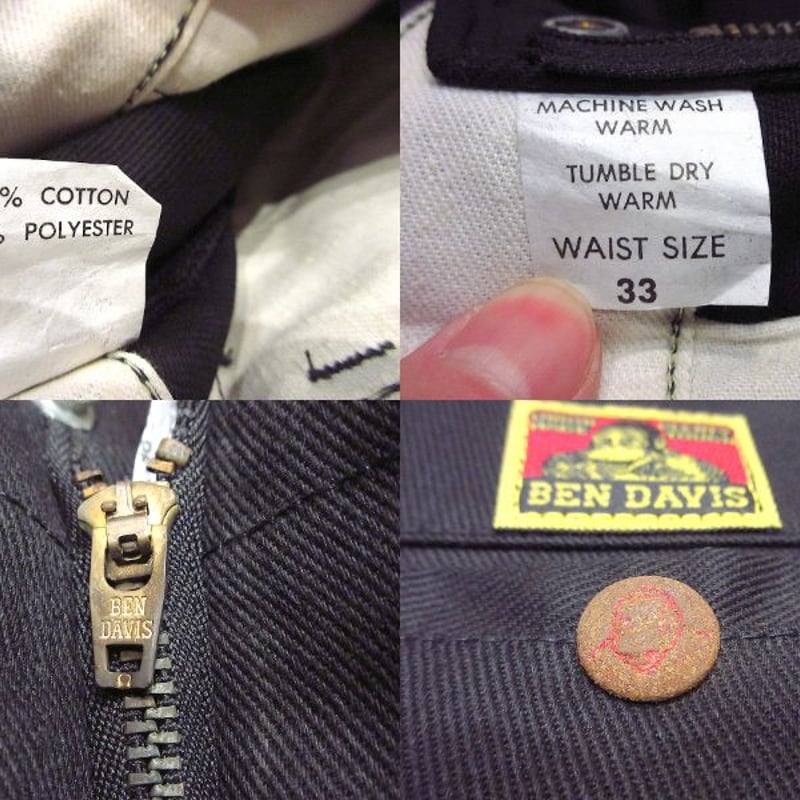 % COTTON
% POLYESTER
MACHINE WASH
WARM
TUMBLE DRY
WARM
WAIST SIZE
33
BEN
DAVIS
BEN DAVIS